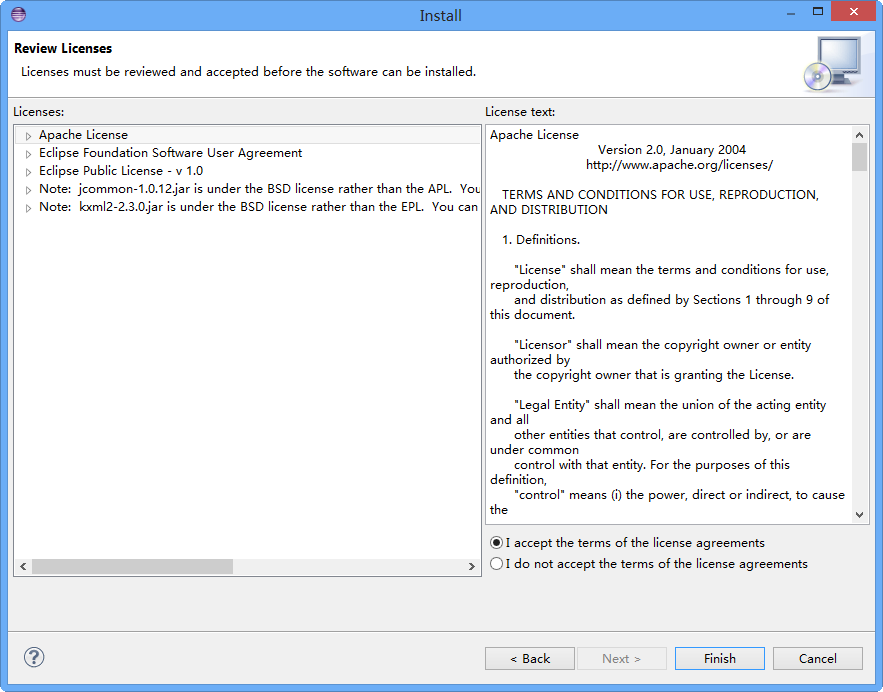 Install
Review Licenses
Licenses must be reviewed and accepted before the software can be installed.
Licenses:
Apache License
Eclipse Foundation Software User Agreement
Eclipse Public License - v 1.0
Note:  jcommon-1.0.12.jar is under the BSD license rather than the APL.  You
Note:  kxml2-2.3.0.jar is under the BSD license rather than the EPL.  You can
License text:
Apache License
Version 2.0, January 2004
http://www.apache.org/licenses/
TERMS AND CONDITIONS FOR USE, REPRODUCTION,
AND DISTRIBUTION
1. Definitions.
"License" shall mean the terms and conditions for use,
reproduction,
and distribution as defined by Sections 1 through 9 of
this document.
"Licensor" shall mean the copyright owner or entity
authorized by
the copyright owner that is granting the License.
"Legal Entity" shall mean the union of the acting entity
and all
other entities that control, are controlled by, or are
under common
control with that entity. For the purposes of this
definition,
"control" means (i) the power, direct or indirect, to cause
the
I accept the terms of the license agreements
I do not accept the terms of the license agreements
?
< Back
Next >
Finish
Cancel